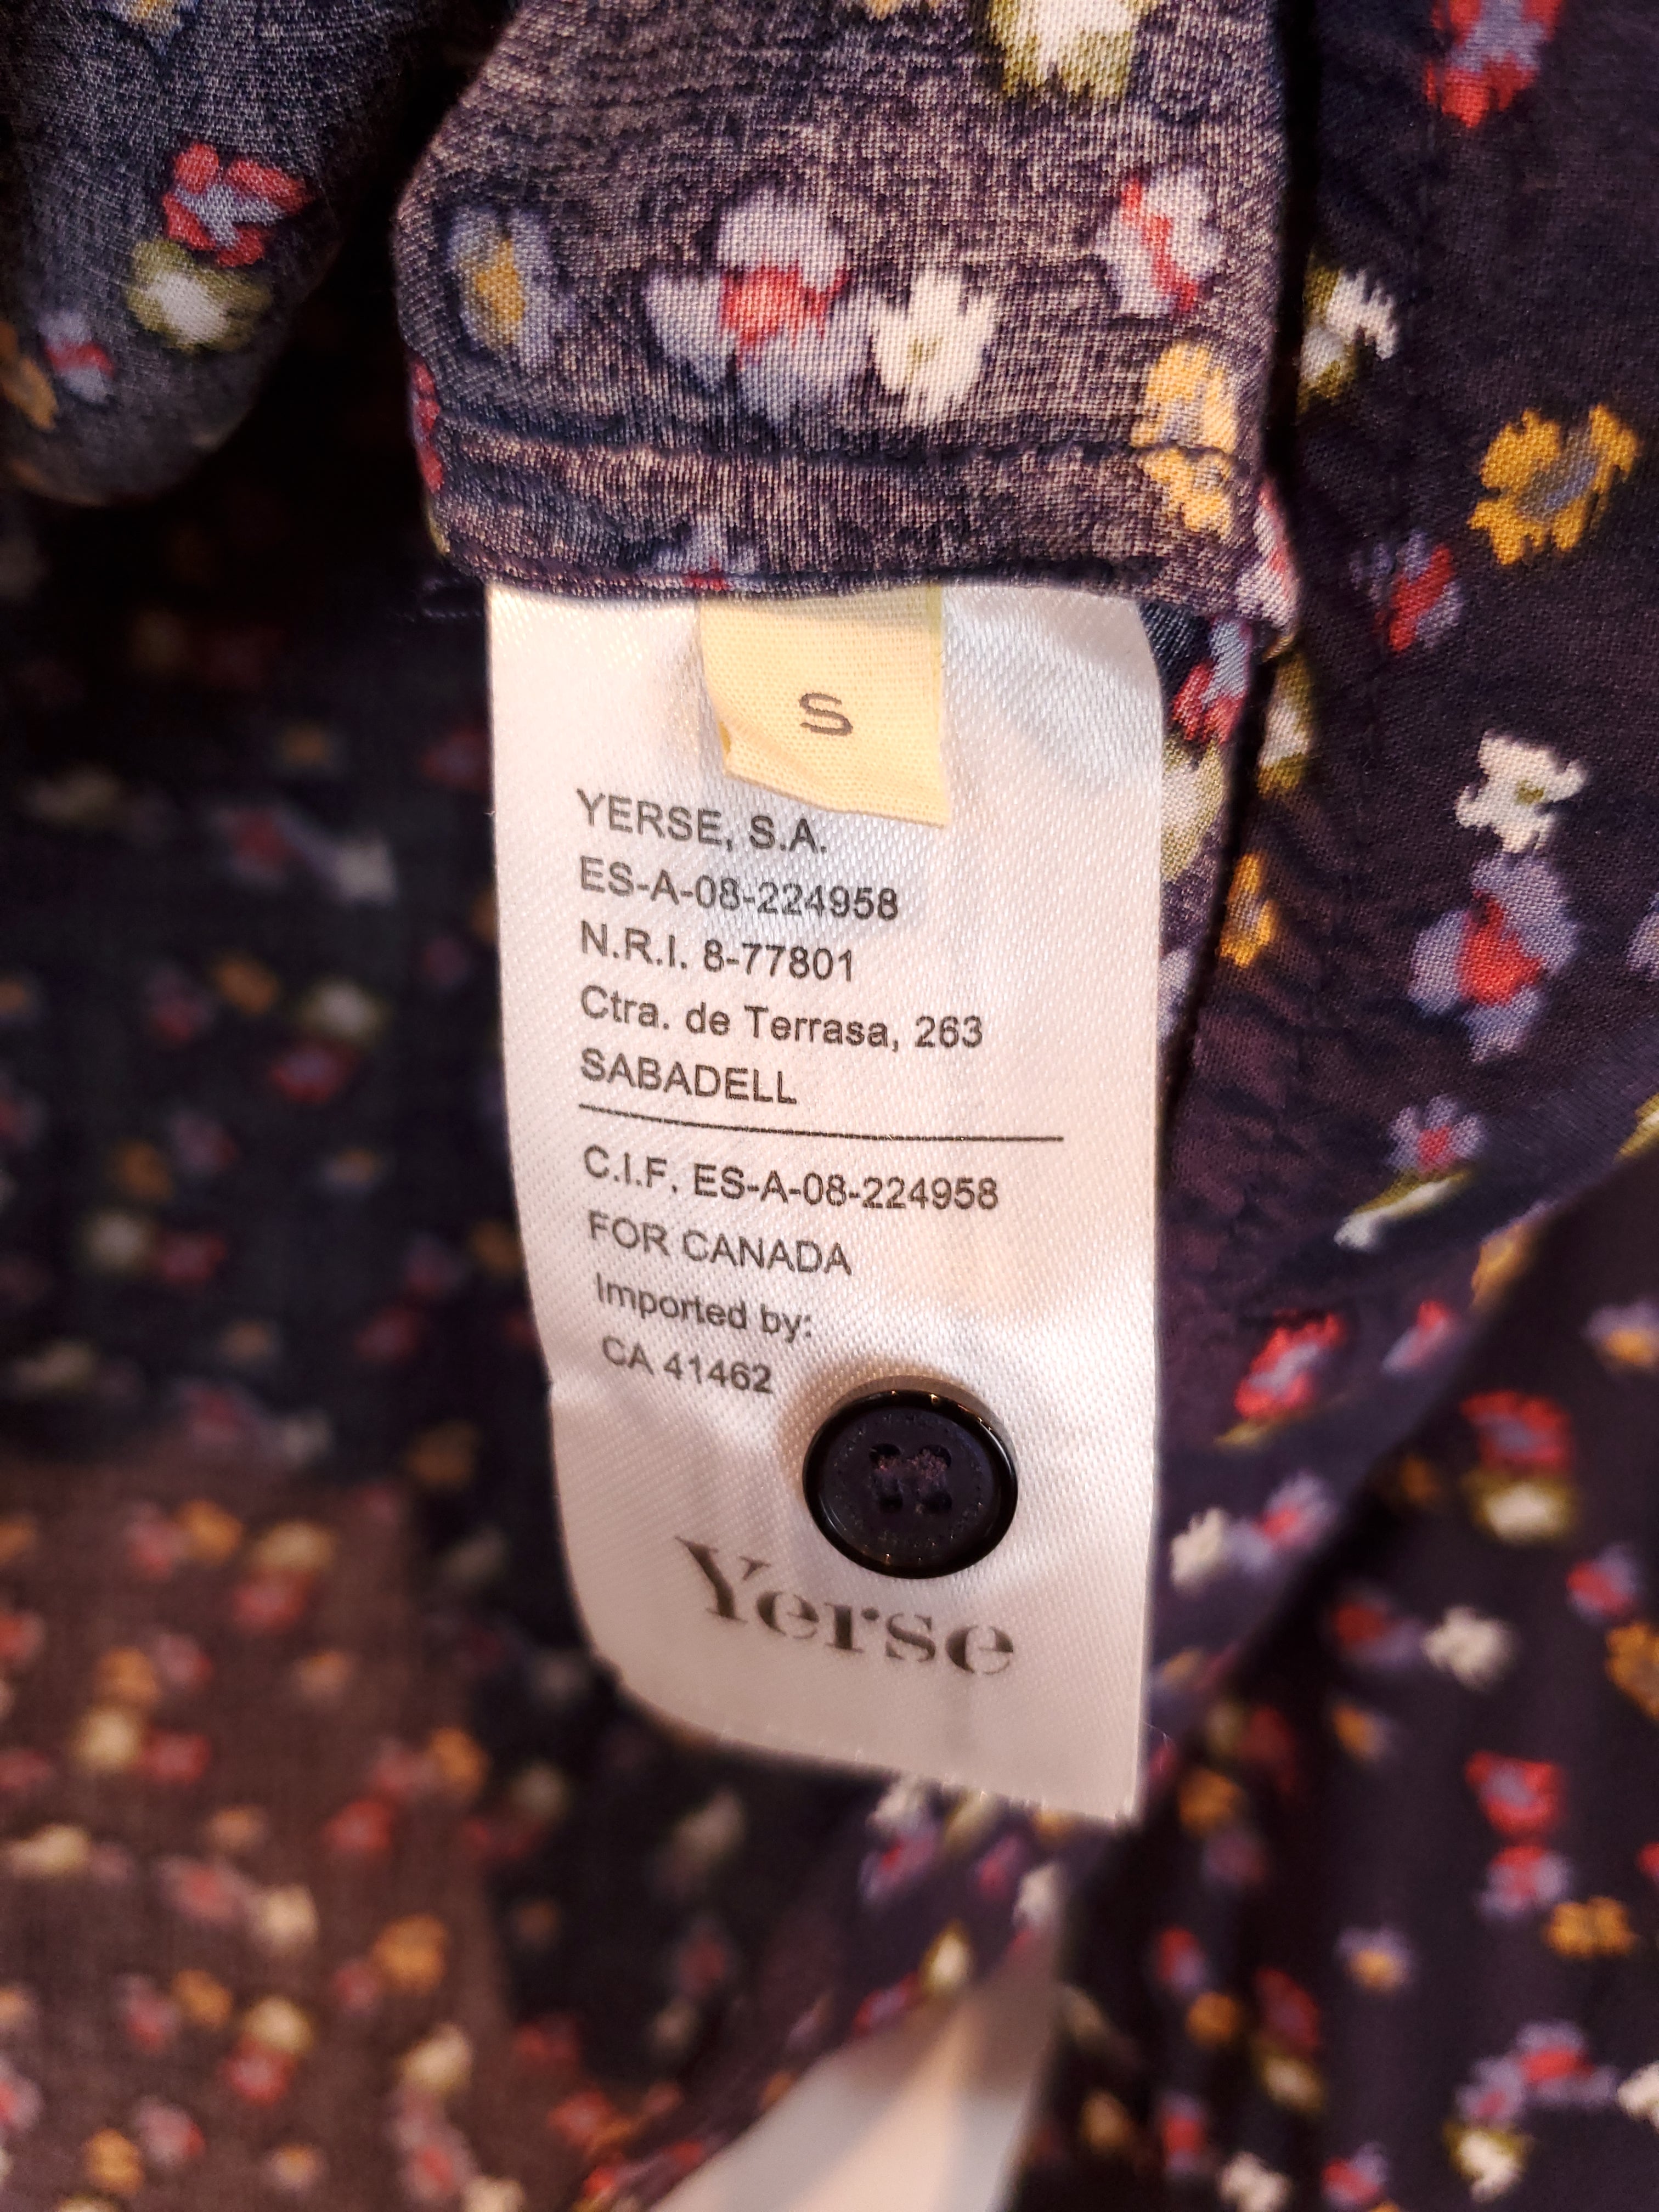 S
YERSE, S.A.
ES-A-08-224958
N.R.I. 8-77801
Ctra. de Terrasa, 263
SABADELL
C.I.F. ES-A-08-224958
FOR CANADA
Imported by:
CA 41462
Yerse